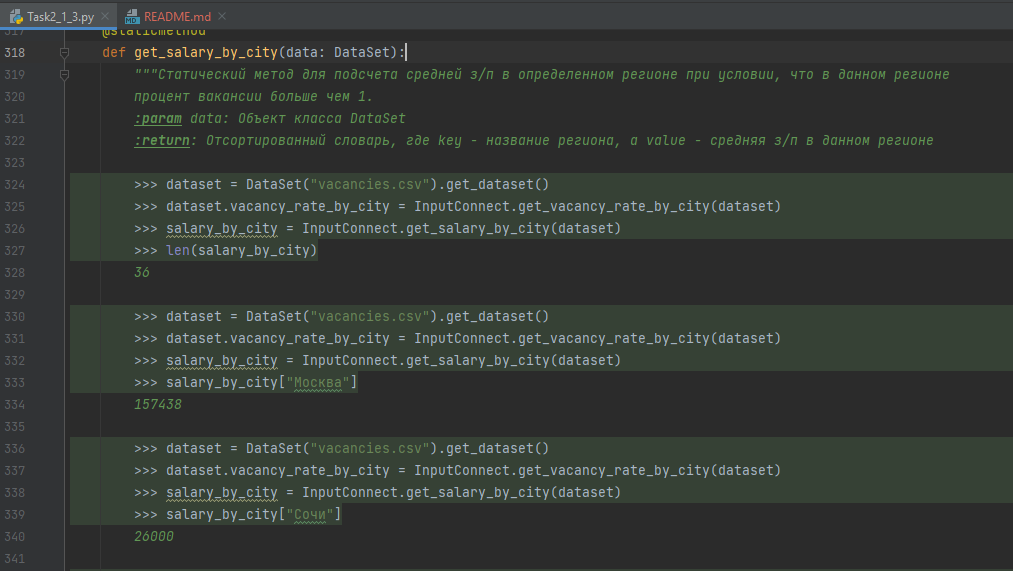 Task2_1_3.py README.md
317 @staticmethod
318 def get_salary_by_city(data: DataSet):
319 """Статический метод для подсчета средней з/п в определенном регионе при условии, что в данном регионе
320 процент вакансии больше чем 1.
321 :param data: Объект класса DataSet
322 :return: Отсортированный словарь, где key - название региона, а value - средняя з/п в данном регионе
323
324 >>> dataset = DataSet("vacancies.csv").get_dataset()
325 >>> dataset.vacancy_rate_by_city = InputConnect.get_vacancy_rate_by_city(dataset)
326 >>> salary_by_city = InputConnect.get_salary_by_city(dataset)
327 >>> len(salary_by_city)
328 36
329
330 >>> dataset = DataSet("vacancies.csv").get_dataset()
331 >>> dataset.vacancy_rate_by_city = InputConnect.get_vacancy_rate_by_city(dataset)
332 >>> salary_by_city = InputConnect.get_salary_by_city(dataset)
333 >>> salary_by_city["Москва"]
334 157438
335
336 >>> dataset = DataSet("vacancies.csv").get_dataset()
337 >>> dataset.vacancy_rate_by_city = InputConnect.get_vacancy_rate_by_city(dataset)
338 >>> salary_by_city = InputConnect.get_salary_by_city(dataset)
339 >>> salary_by_city["Сочи"]
340 26000
341